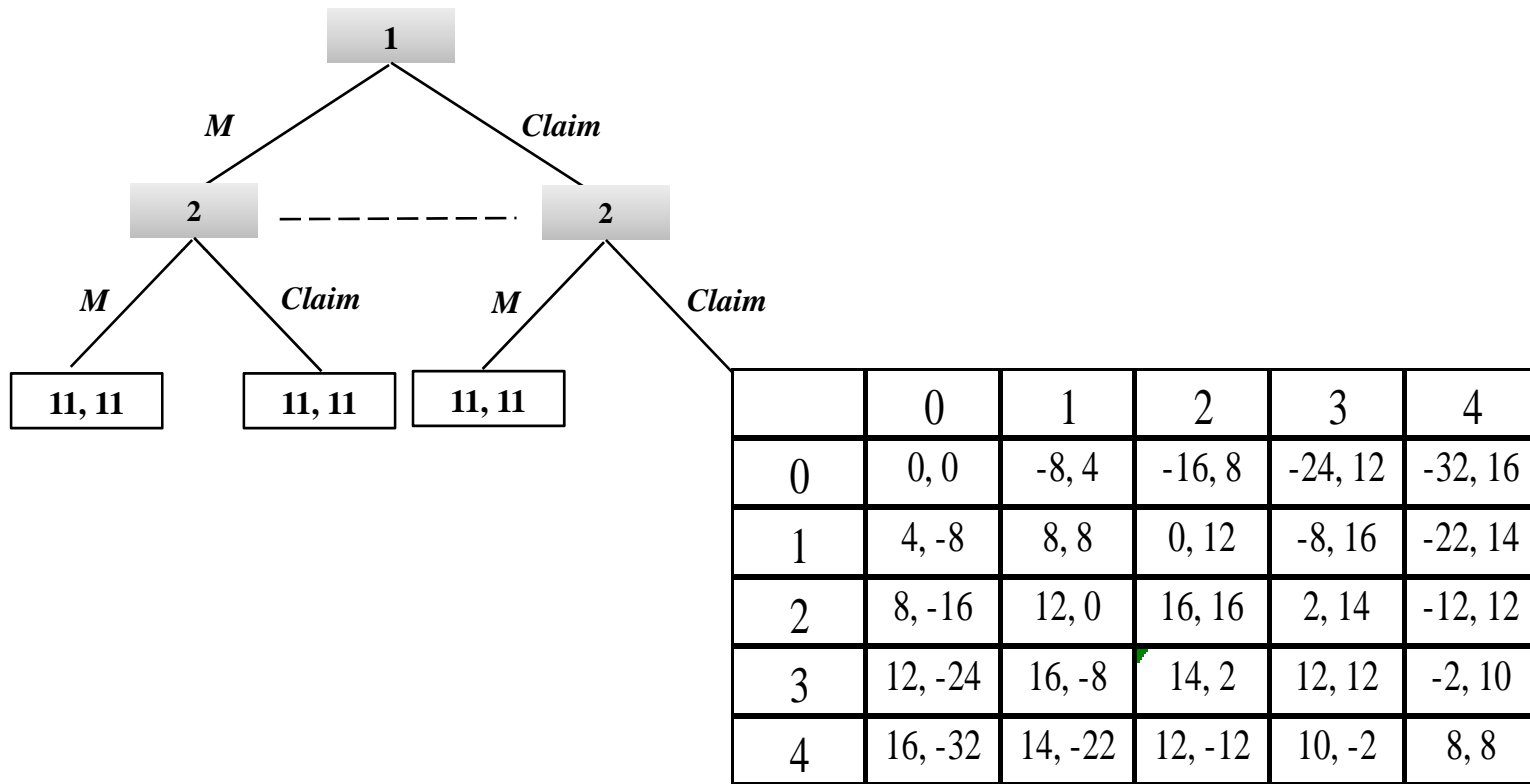 1
M Claim
2 2
M Claim M Claim
11, 11 11, 11 11, 11
0 1 2 3 4
0 0, 0 -8, 4 -16, 8 -24, 12 -32, 16
1 4, -8 8, 8 0, 12 -8, 16 -22, 14
2 8, -16 12, 0 16, 16 2, 14 -12, 12
3 12, -24 16, -8 14, 2 12, 12 -2, 10
4 16, -32 14, -22 12, -12 10, -2 8, 8